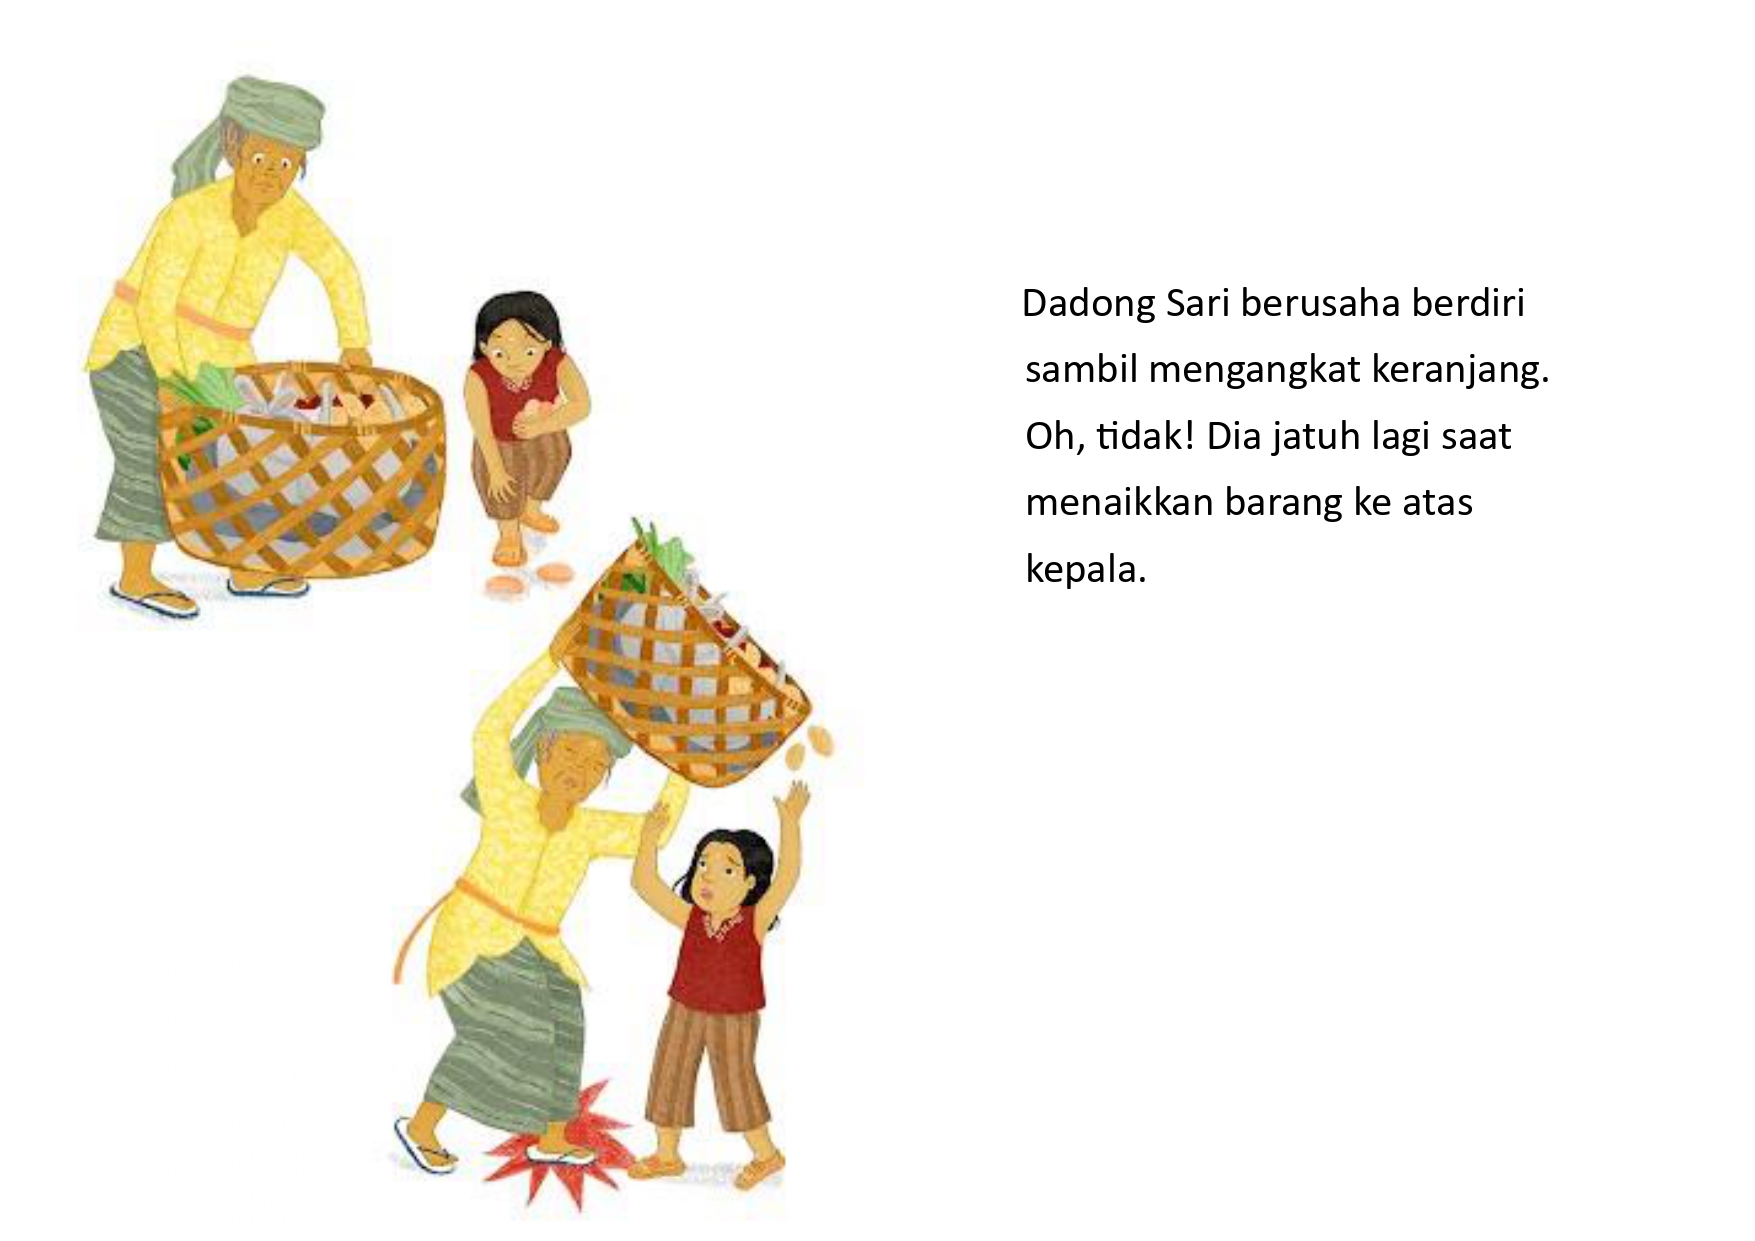 Dadong Sari berusaha berdiri
sambil mengangkat keranjang.
Oh, tidak! Dia jatuh lagi saat
menaikkan barang ke atas
kepala.